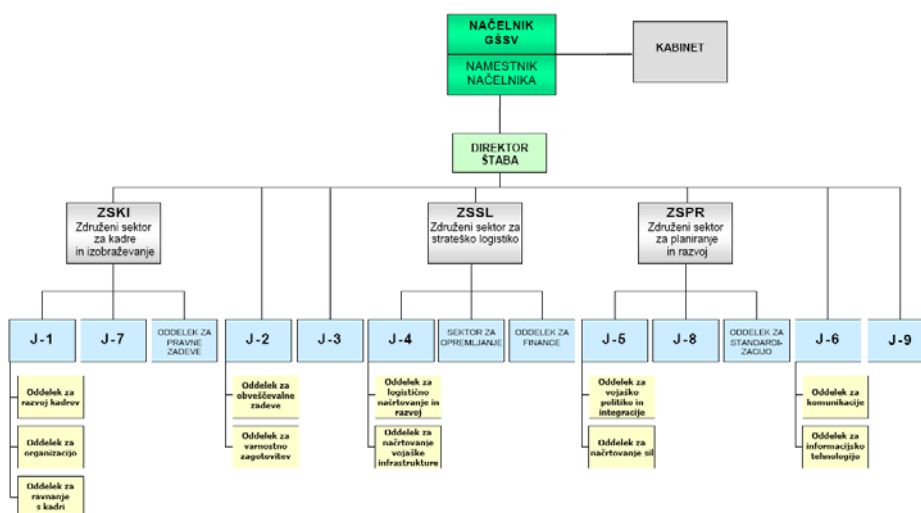 NAČELNIK
GŠSV
NAMESTNIK
NAČELNIKA
KABINET
DIREKTOR
ŠTABA
ZSKI
Združeni sektor
za kadre
in izobraževanje
ZSSL
Združeni sektor za
strateško logistiko
ZSPR
Združeni sektor
za planiranje
in razvoj
J-1
J-7
ODDELEK ZA
PRAVNE
ZADEVE
J-2
J-3
J-4
SEKTOR ZA
OPREMLJANJE
ODDELEK ZA
FINANCE
J-5
J-8
ODDELEK ZA
STANDARDI-
ZACIJO
J-6
J-9
Oddelek za
razvoj kadrov
Oddelek za
organizacijo
Oddelek za
ravnanje
s kadri
Oddelek za
obveščevalne
zadeve
Oddelek za
varnostno
zagotovitev
Oddelek za
logistično
načrtovanje in
razvoj
Oddelek za
načrtovanje
vojaške
infrastrukture
Oddelek za
vojaško
politiko in
integracije
Oddelek za
načrtovanje sil
Oddelek za
komunikacije
Oddelek za
informacijsko
tehnologijo